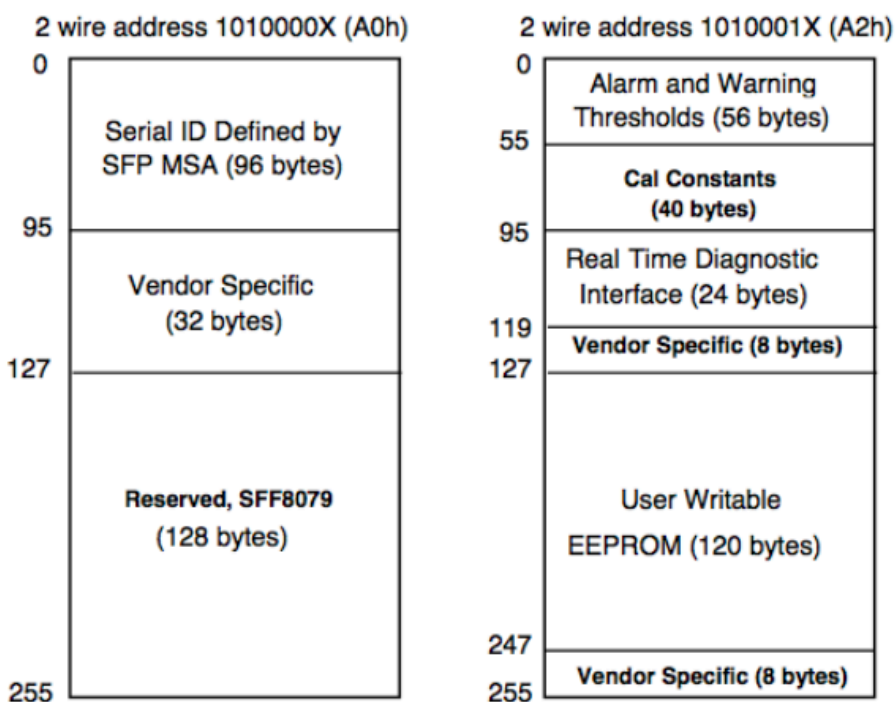 2 wire address 1010000X (A0h)
0
Serial ID Defined by
SFP MSA (96 bytes)
95
Vendor Specific
(32 bytes)
127
Reserved, SFF8079
(128 bytes)
255
2 wire address 1010001X (A2h)
0
Alarm and Warning
Thresholds (56 bytes)
55
Cal Constants
(40 bytes)
95
Real Time Diagnostic
Interface (24 bytes)
119
Vendor Specific (8 bytes)
127
User Writable
EEPROM (120 bytes)
247
Vendor Specific (8 bytes)
255